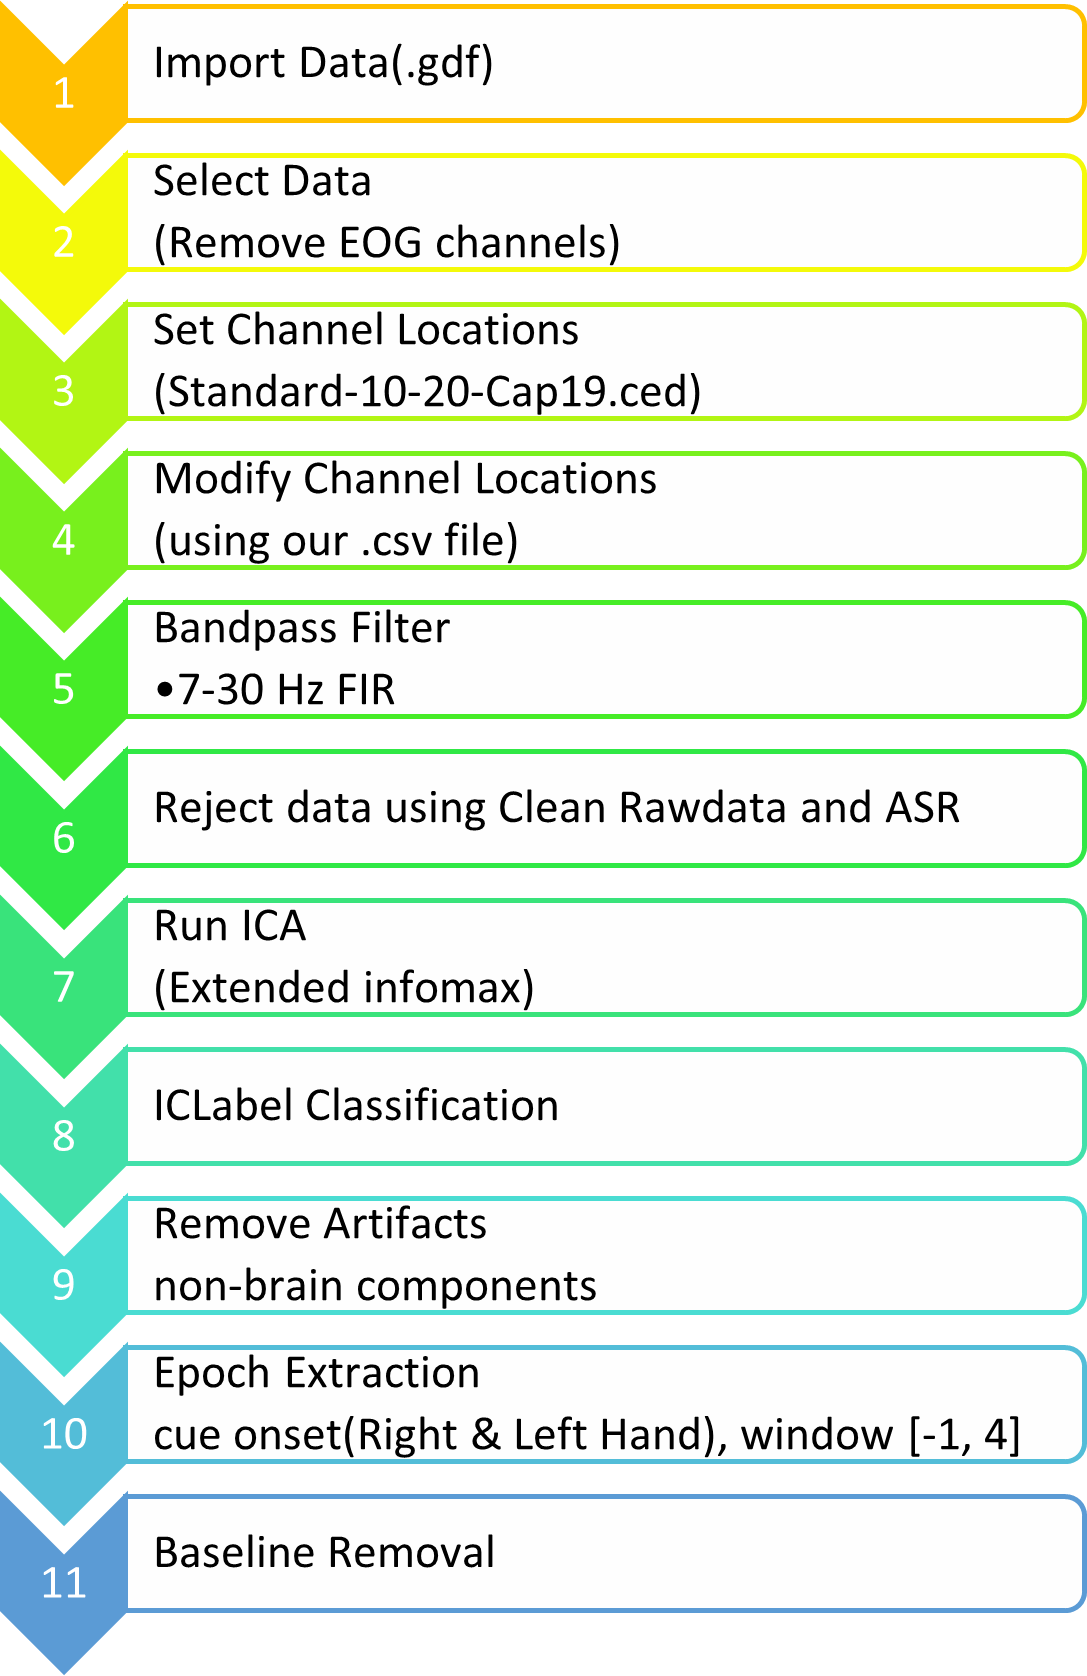 1
Import Data(.gdf)
2
Select Data
(Remove EOG channels)
3
Set Channel Locations
(Standard-10-20-Cap19.ced)
4
Modify Channel Locations
(using our .csv file)
5
Bandpass Filter
•7-30 Hz FIR
6
Reject data using Clean Rawdata and ASR
7
Run ICA
(Extended infomax)
8
ICLabel Classification
9
Remove Artifacts
non-brain components
10
Epoch Extraction
cue onset(Right & Left Hand), window [-1, 4]
11
Baseline Removal